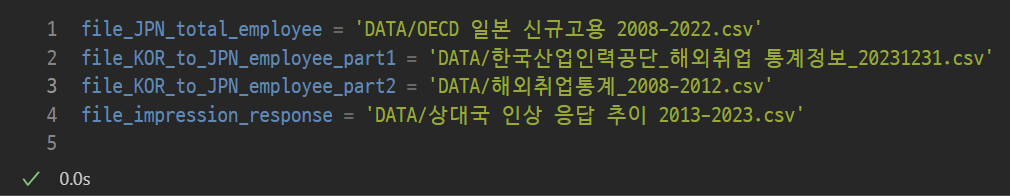 1 file_JPN_total_employee = 'DATA/OECD 일본 신규고용 2008-2022.csv'
2 file_KOR_to_JPN_employee_part1 = 'DATA/한국산업인력공단_해외취업 통계정보_20231231.csv'
3 file_KOR_to_JPN_employee_part2 = 'DATA/해외취업통계_2008-2012.csv'
4 file_impression_response = 'DATA/상대국 인상 응답 추이 2013-2023.csv'
5
0.0s